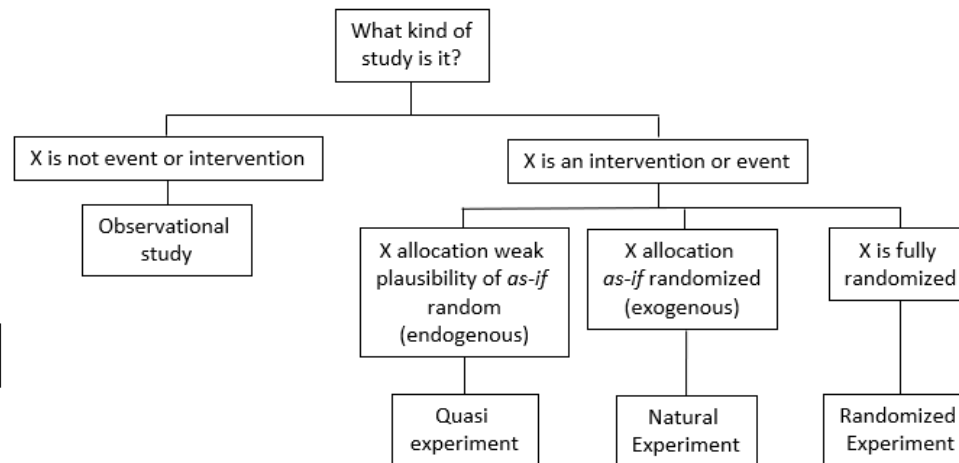 What kind of
study is it?
X is not event or intervention
X is an intervention or event
Observational
study
X allocation weak
plausibility of as-if
random
(endogenous)
X allocation
as-if randomized
(exogenous)
X is fully
randomized
Quasi
experiment
Natural
Experiment
Randomized
Experiment